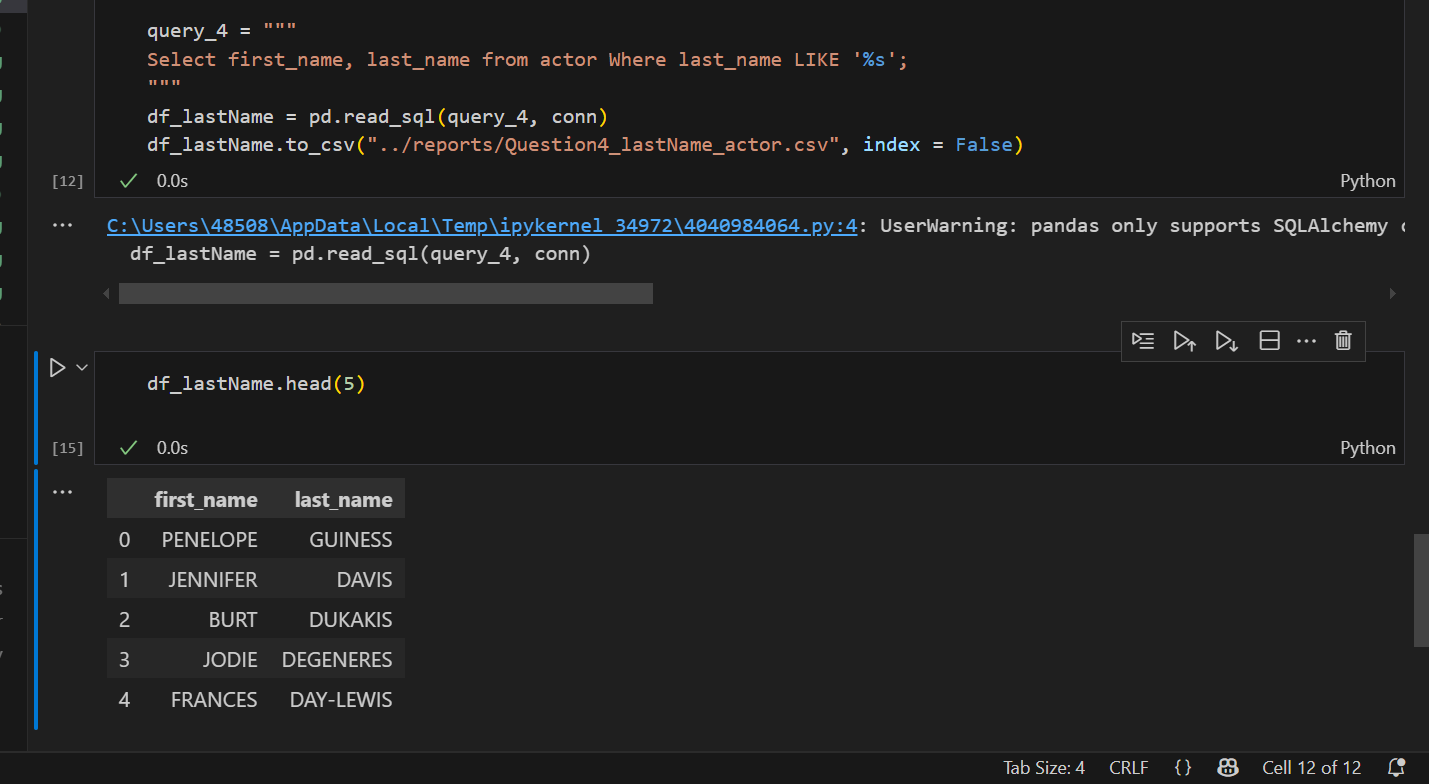 query_4 = """
Select first_name, last_name from actor Where last_name LIKE '%s';
"""
df_lastName = pd.read_sql(query_4, conn)
df_lastName.to_csv("../reports/Question4_lastName_actor.csv", index = False)
[12] 0.0s Python
C:\Users\48508\AppData\Local\Temp\ipykernel_34972\4040984064.py:4: UserWarning: pandas only supports SQLAlchemy
df_lastName = pd.read_sql(query_4, conn)
df_lastName.head(5)
[15] 0.0s Python
first_name last_name
0 PENELOPE GUINESS
1 JENNIFER DAVIS
2 BURT DUKAKIS
3 JODIE DEGENERES
4 FRANCES DAY-LEWIS
Tab Size: 4 CRLF {} Cell 12 of 12